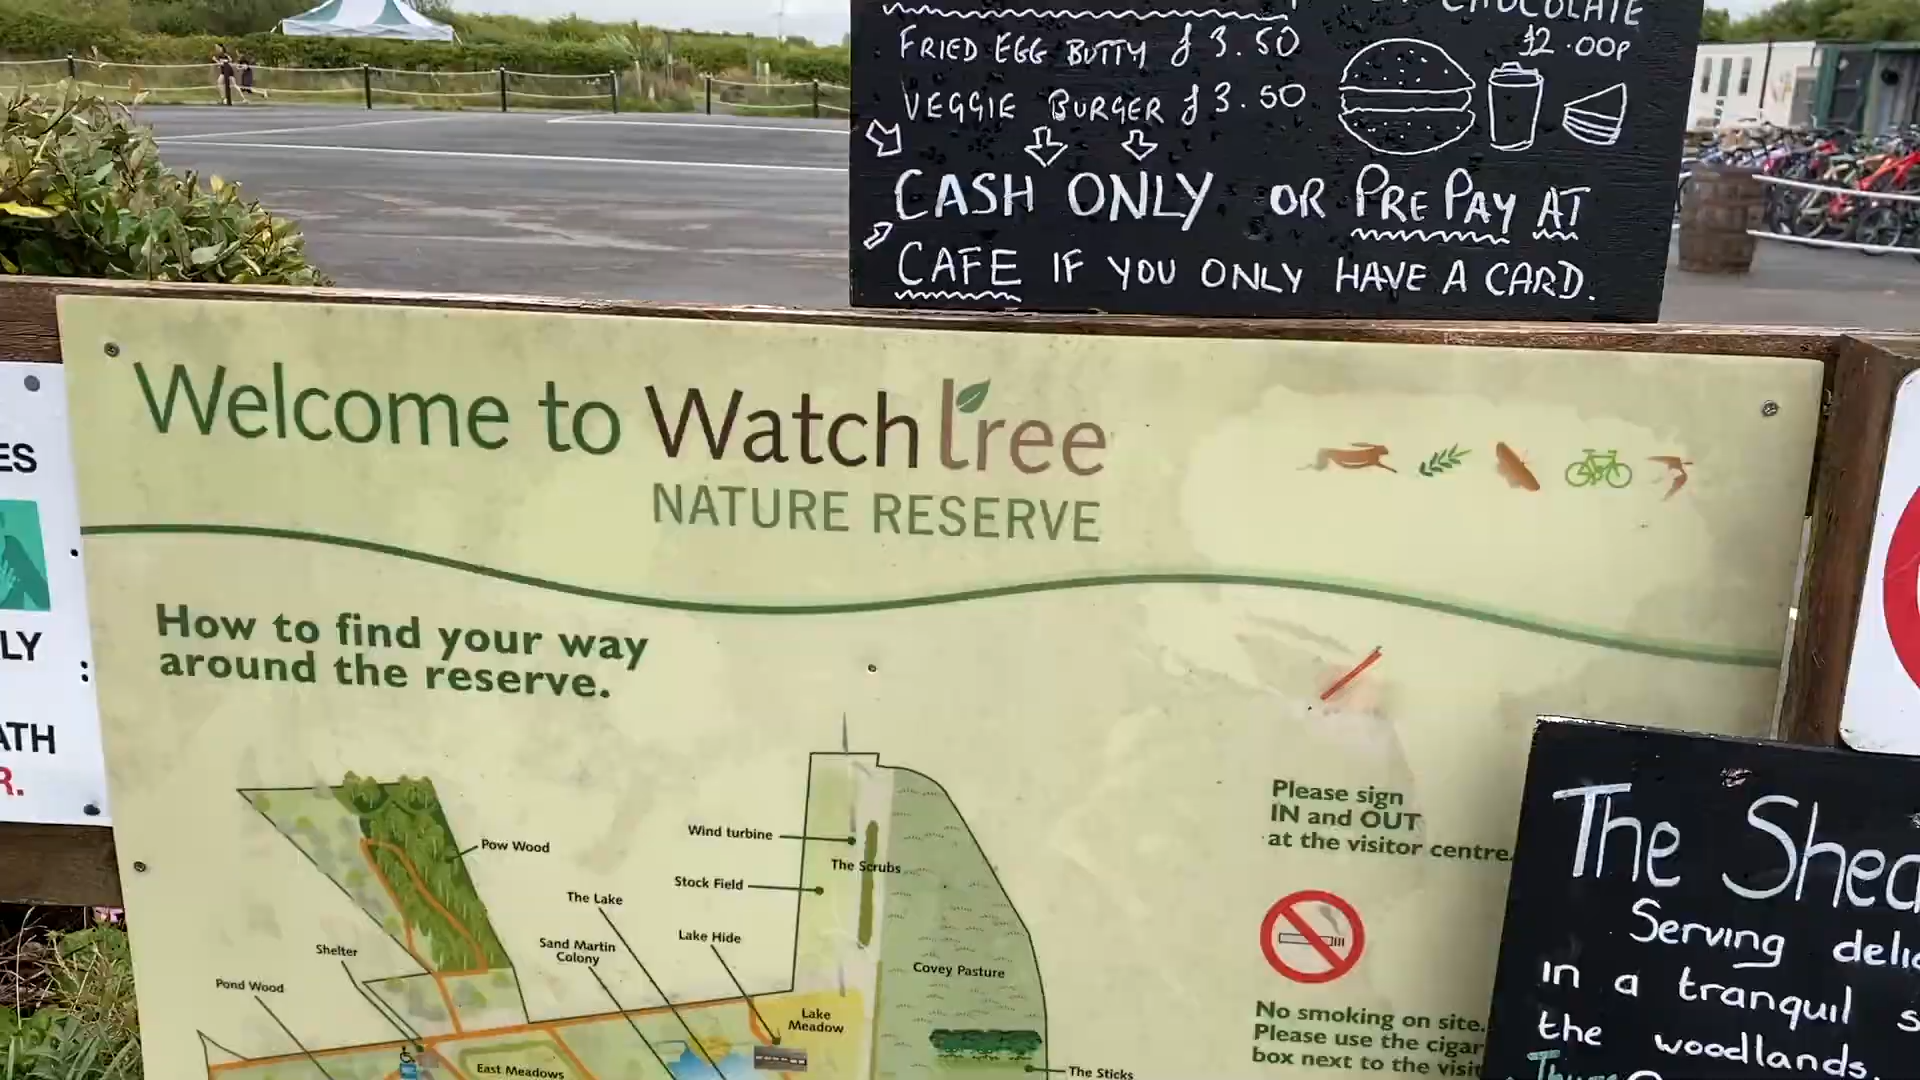 CHOCOLATE
£2.00p
FRIED EGG BUTTY £3.50
VEGGIE BURGER £3.50
CASH ONLY OR PREPAY AT
CAFE IF YOU ONLY HAVE A CARD.
Welcome to Watchtree
NATURE RESERVE
How to find your way
around the reserve.
Pow Wood
Wind turbine
The Scrubs
Stock Field
The Lake
Lake Hide
Sand Martin
Colony
Shelter
Pond Wood
Covey Pasture
Lake
Meadow
East Meadows
The Sticks
Please sign
IN and OUT
at the visitor centre.
No smoking on site.
Please use the cigar
box next to the visit
ES
LY
ATH
R.
The Shed
Serving deli
in a tranquil s
the woodlands.